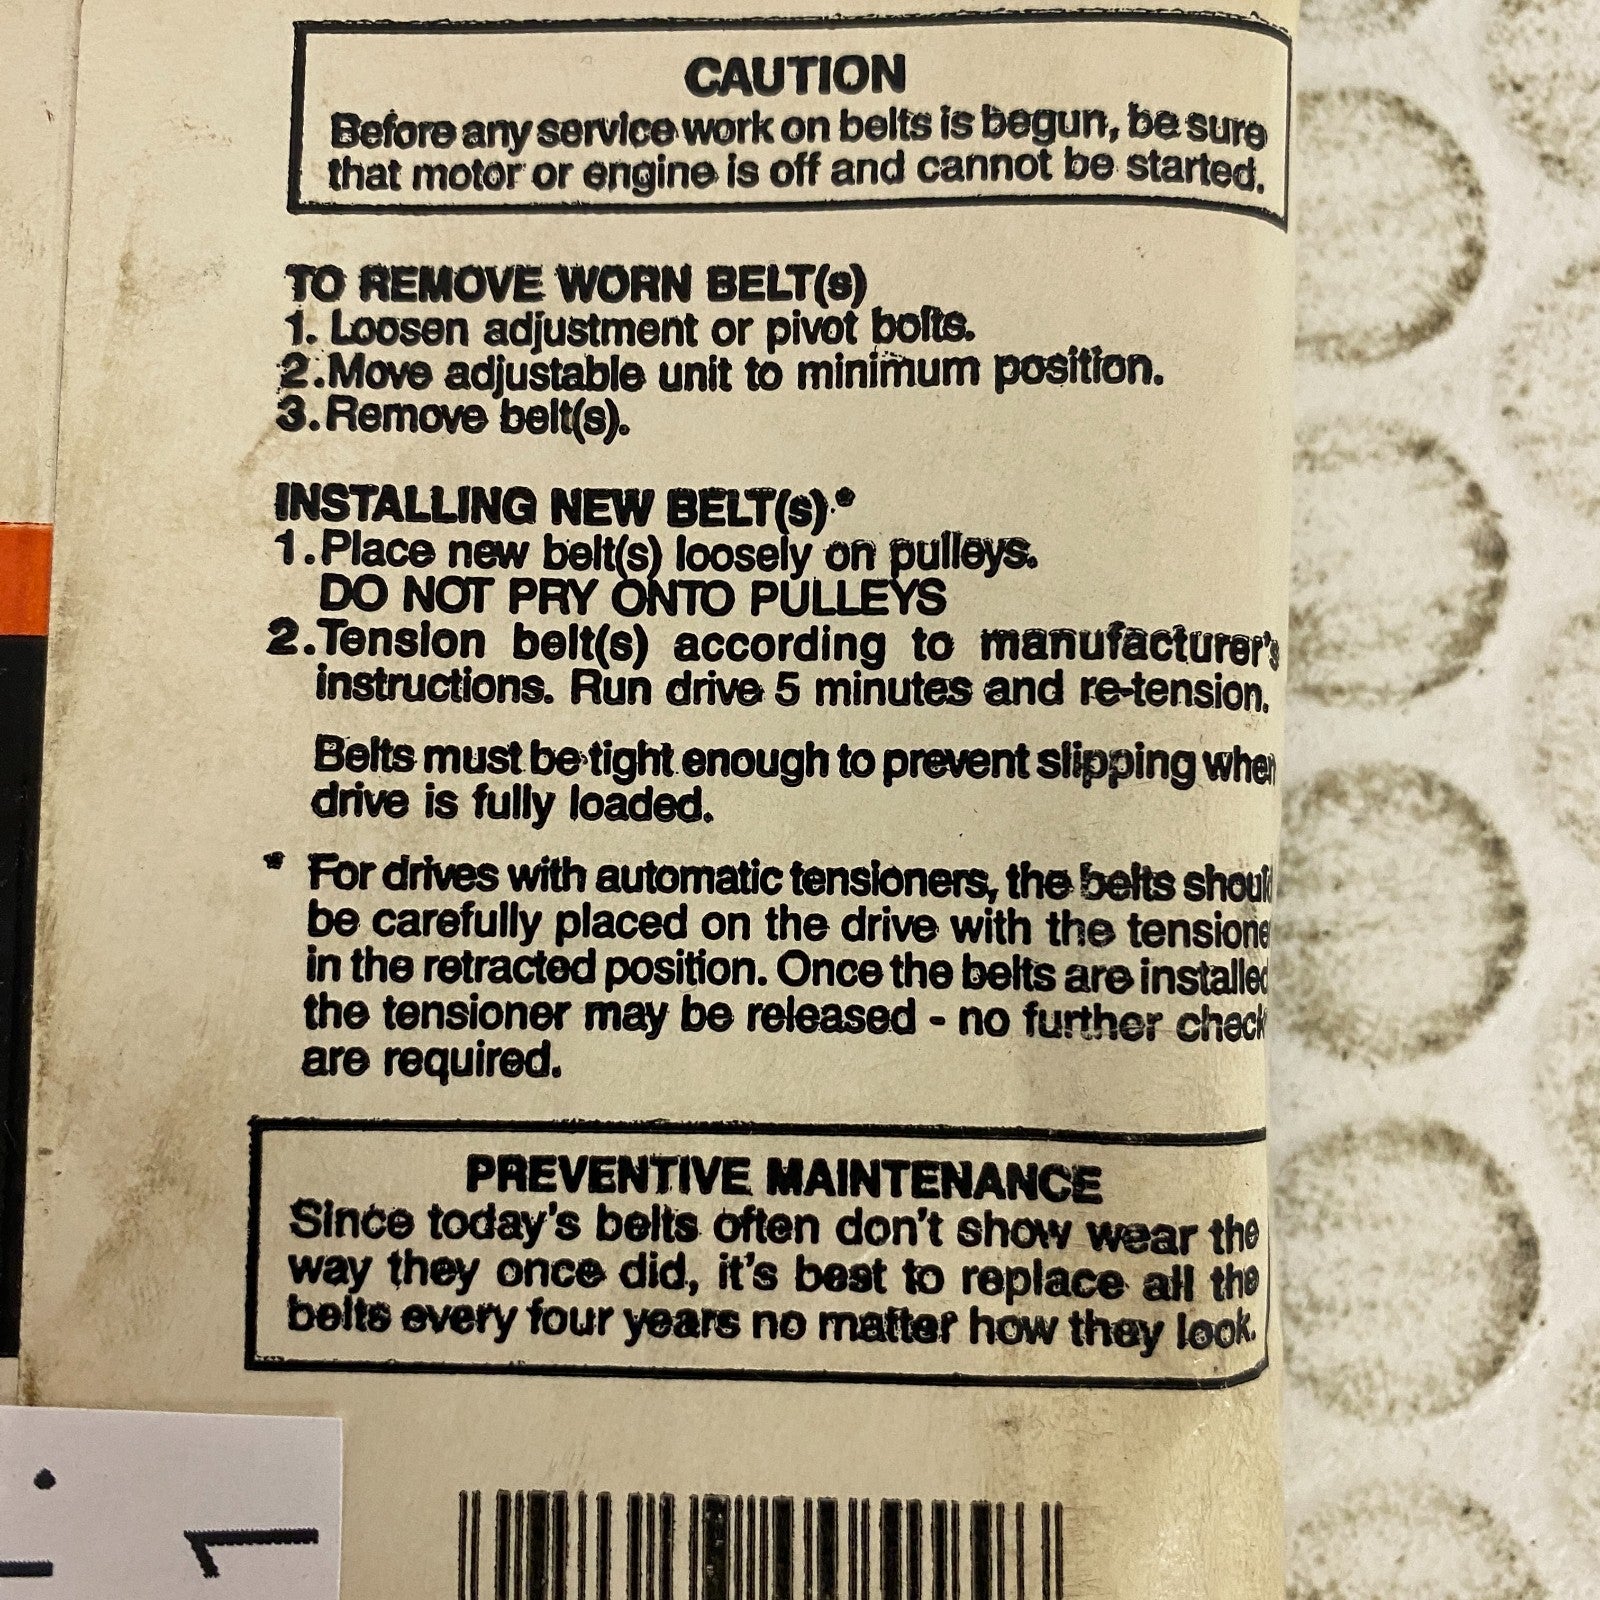 CAUTION
Before any service work on belts is begun, be sure
that motor or engine is off and cannot be started.
TO REMOVE WORN BELT(s)
1. Loosen adjustment or pivot bolts.
2. Move adjustable unit to minimum position.
3. Remove belt(s).
INSTALLING NEW BELT(s)*
1. Place new belt(s) loosely on pulleys.
DO NOT PRY ONTO PULLEYS
2. Tension belt(s) according to manufacturer's
instructions. Run drive 5 minutes and re-tension.
Belts must be tight enough to prevent slipping when
drive is fully loaded.
* For drives with automatic tensioners, the belts shoul
be carefully placed on the drive with the tensione
in the retracted position. Once the belts are installed
the tensioner may be released - no further check
are required.
PREVENTIVE MAINTENANCE
Since today's belts often don't show wear the
way they once did, it's best to replace all the
belts every four years no matter how they look.